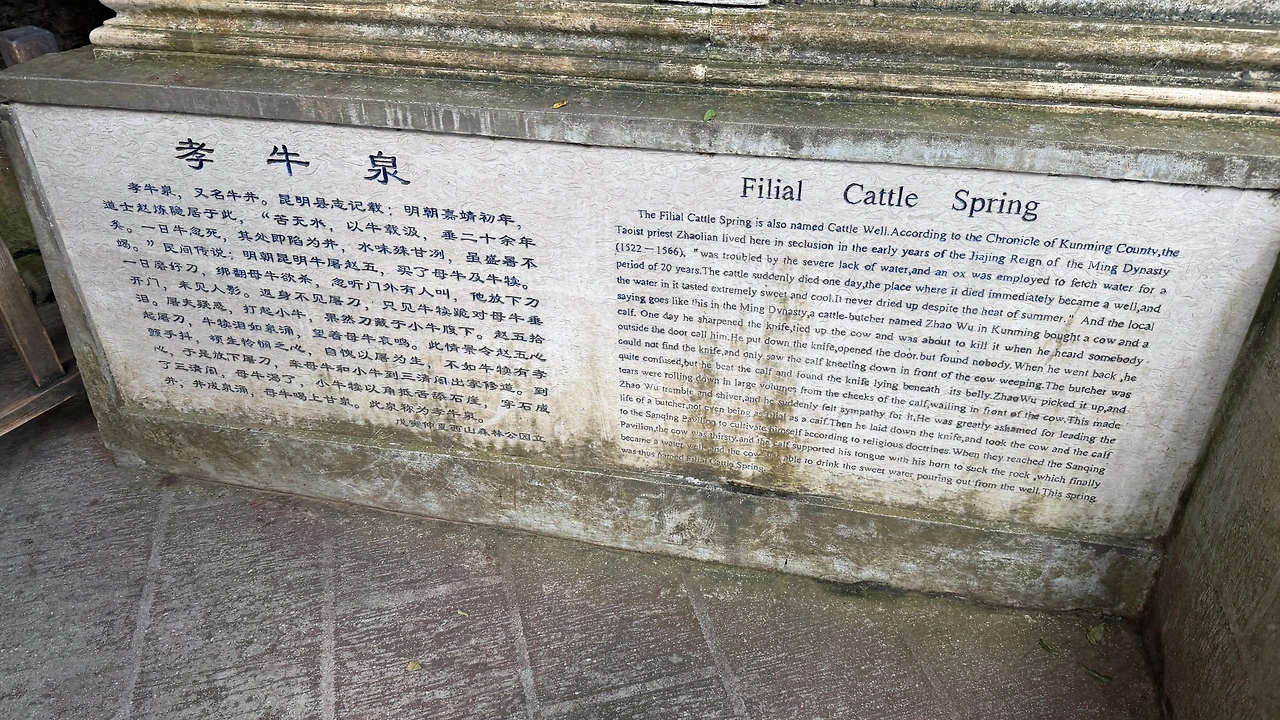 孝 牛 泉
孝牛泉，又名牛井。昆明县志记载：明朝嘉靖初年，
道士赵炼隐居于此，“苦无水，以牛载汲，垂二十余年
矣。一日牛忽死，其处即陷为井，水味殊甘冽，虽盛暑不
竭。”民间传说：明朝昆明牛屠赵五，买了母牛及牛犊。
一日磨好刀，绑翻母牛欲杀，忽听门外有人叫，他放下刀
开门，未见人影。返身不见屠刀，只见牛犊跪对母牛垂
泪。屠夫疑惑，打起小牛，果然刀藏于小牛腹下。赵五拾
起屠刀，牛犊泪如泉涌，望着母牛哀鸣。此情景令赵五心
颤手抖，顿生怜悯之心，自愧以屠为生，不如牛犊有孝
心，于是放下屠刀，牵母牛和小牛到三清阁出家修道。到
了三清阁，母牛渴了，小牛犊以角抵舌舔石崖，穿石成
井，井成泉涌，母牛喝上甘泉。此泉称为孝牛泉。
仲夏西山森林公园立
Filial Cattle Spring
The Filial Cattle Spring is also named Cattle Well.According to the Chronicle of Kunming County,the
Taoist priest Zhaolian lived here in seclusion in the early years of the Jiajing Reign of the Ming Dynasty
(1522－1566), "was troubled by the severe lack of water,and an ox was employed to fetch water for a
period of 20 years.The cattle suddenly died one day,the place where it died immediately became a well,and
the water in it tasted extremely sweet and cool.It never dried up despite the heat of summer." And the local
saying goes like this:in the Ming Dynasty,a cattle-butcher named Zhao Wu in Kunming bought a cow and a
calf. One day he sharpened the knife,tied up the cow and was about to kill it when he heard somebody
outside the door call him.He put down the knife,opened the door,but found nobody. When he went back ,he
could not find the knife,and only saw the calf kneeling down in front of the cow weeping.The butcher was
quite confused,but he beat the calf and found the knife lying beneath its belly.Zhao Wu picked it up,and
tears were rolling down in large volumes from the cheeks of the calf,wailing in front of the cow.This made
Zhao Wu tremble and shiver,and he suddenly felt sympathy for it.He was greatly ashamed for leading the
life of a butcher,not even being as filial as a calf.Then he laid down the knife,and took the cow and the calf
to the Sanqing Pavilion to cultivate himself according to religious doctrines.When they reached the Sanqing
Pavilion,the cow was thirsty,and the calf supported his tongue with his horn to suck the rock ,which finally
became a water well, and the cow able to drink the sweet water pouring out from the well.This spring
was thus named Filial Cattle Spring.